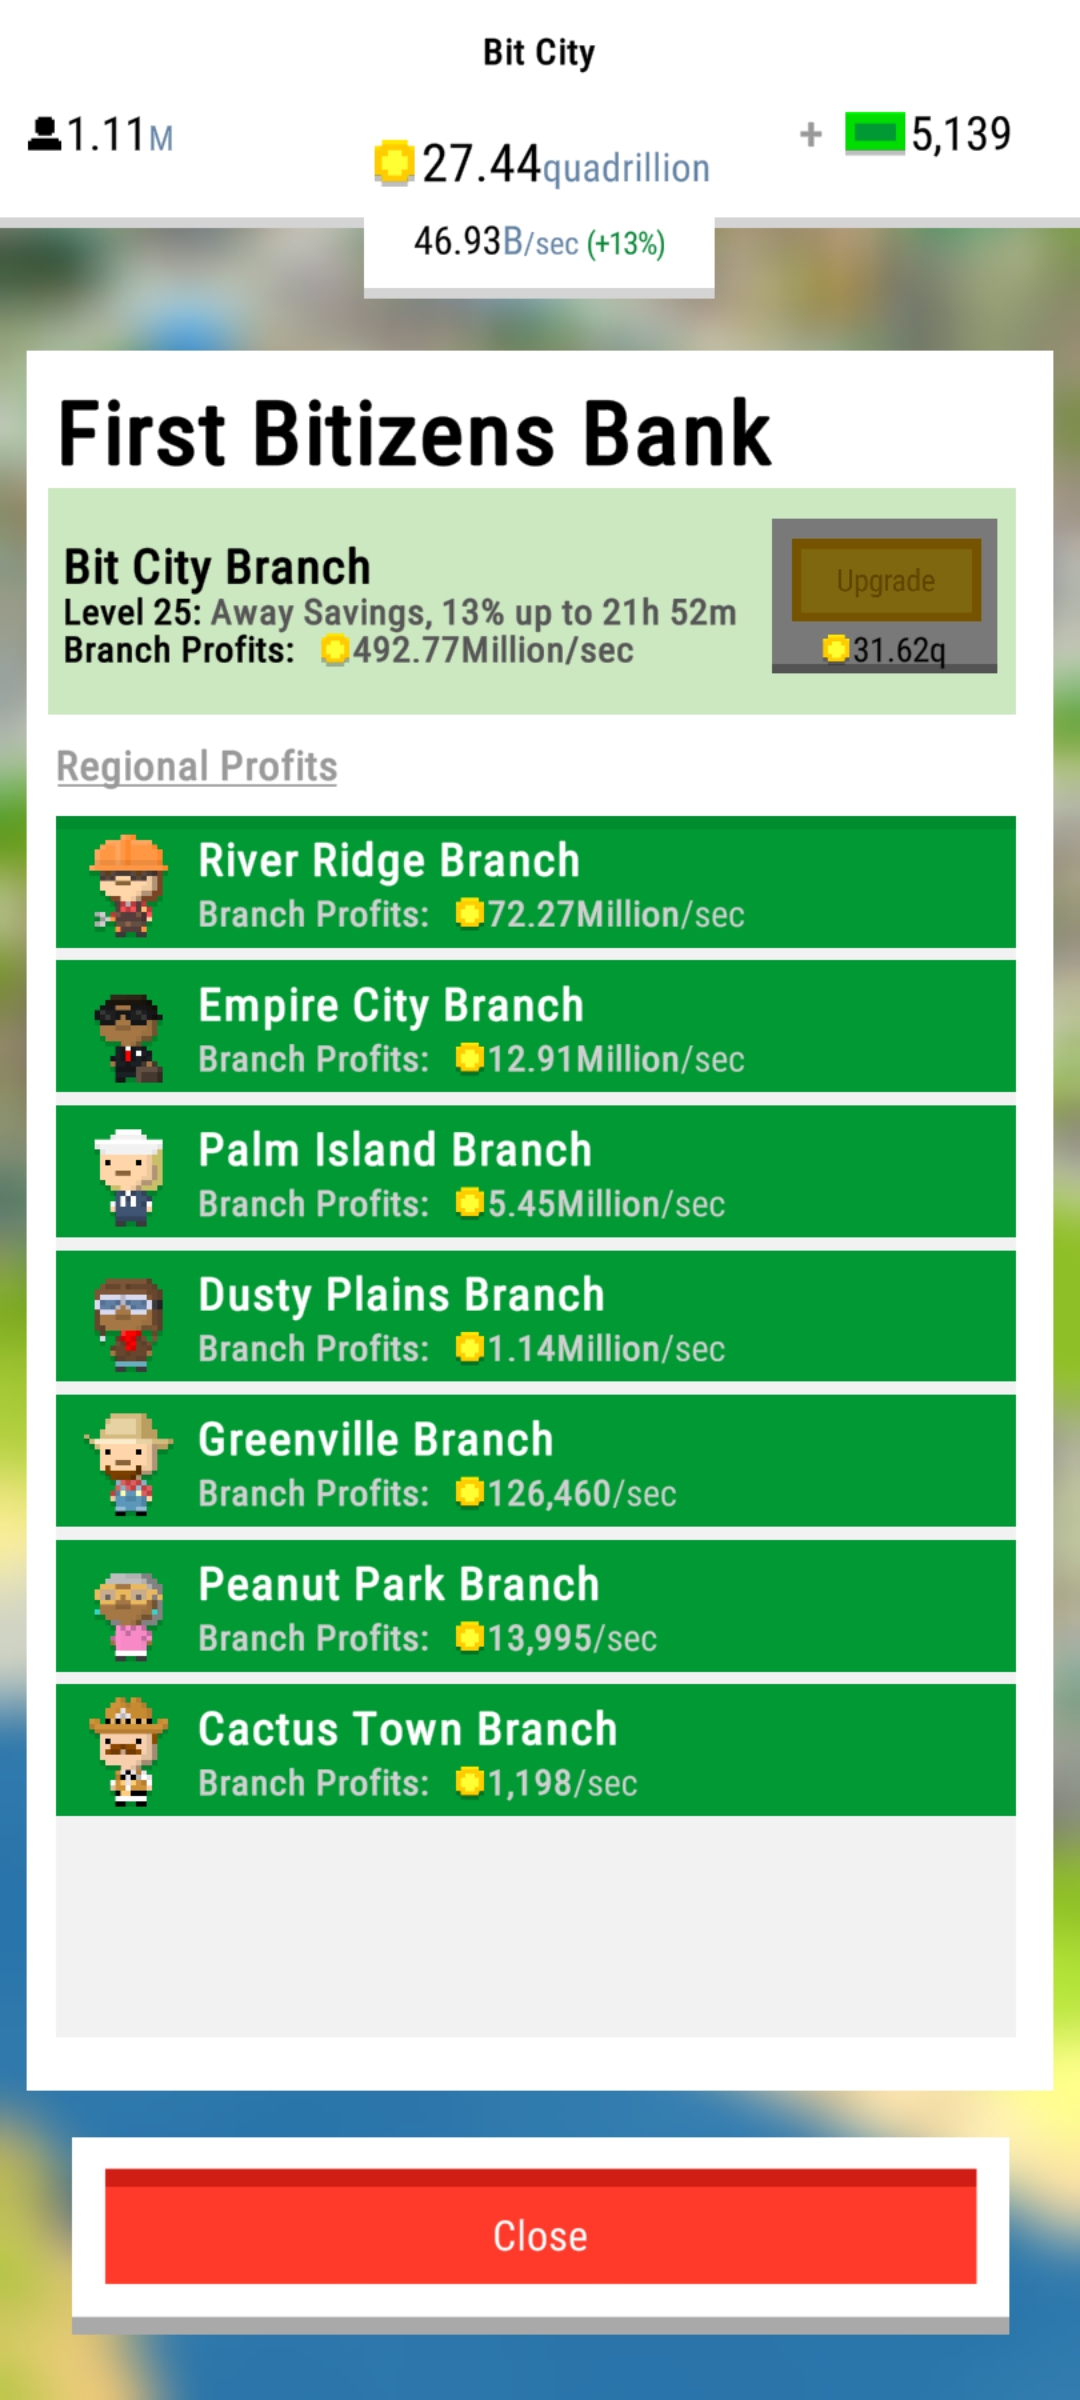 Bit City
1.11M
27.44quadrillion
+ 5,139
46.93B/sec (+13%)
First Bitizens Bank
Bit City Branch
Level 25: Away Savings, 13% up to 21h 52m
Branch Profits: 492.77Million/sec
Upgrade
31.62q
Regional Profits
River Ridge Branch
Branch Profits: 72.27Million/sec
Empire City Branch
Branch Profits: 12.91Million/sec
Palm Island Branch
Branch Profits: 5.45Million/sec
Dusty Plains Branch
Branch Profits: 1.14Million/sec
Greenville Branch
Branch Profits: 126,460/sec
Peanut Park Branch
Branch Profits: 13,995/sec
Cactus Town Branch
Branch Profits: 1,198/sec
Close